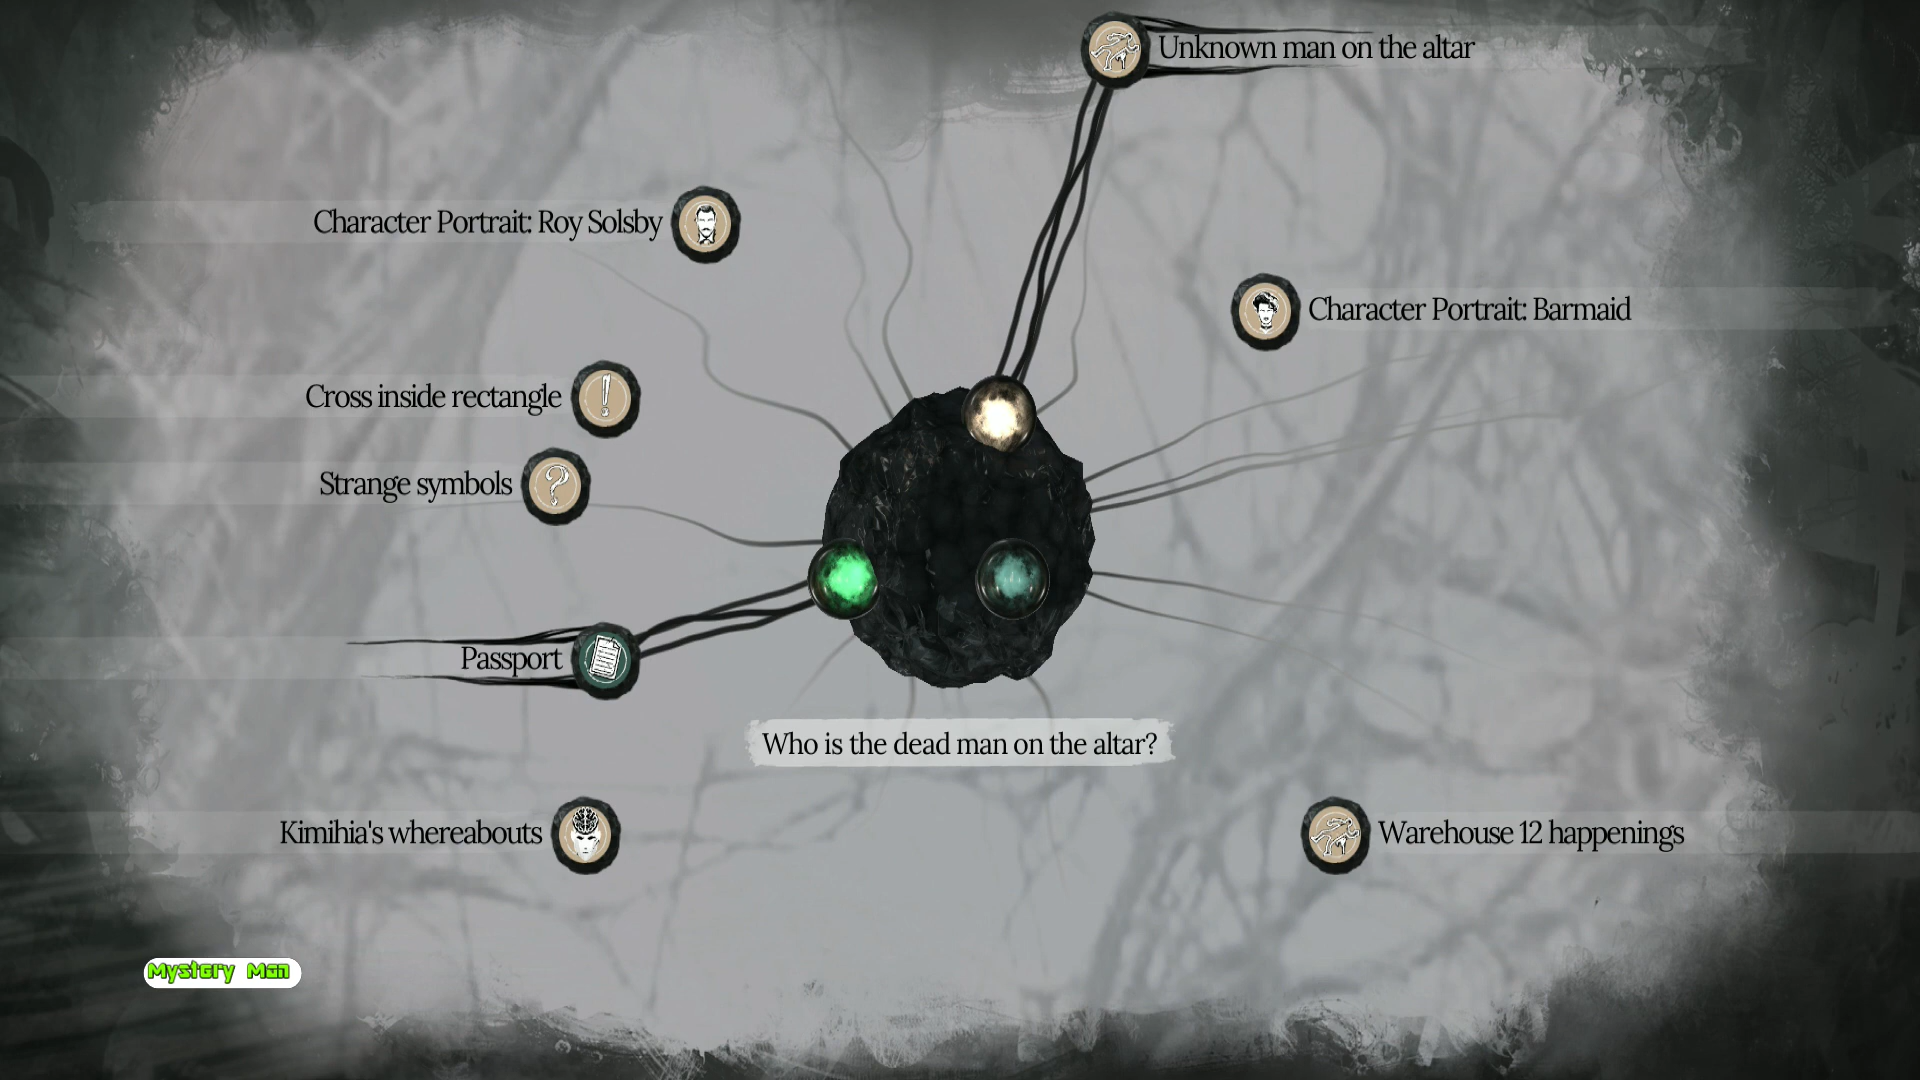 Unknown man on the altar
Character Portrait: Roy Solsby
Character Portrait: Barmaid
Cross inside rectangle
Strange symbols
Passport
Who is the dead man on the altar?
Kimihia's whereabouts
Warehouse 12 happenings
Mystery Man